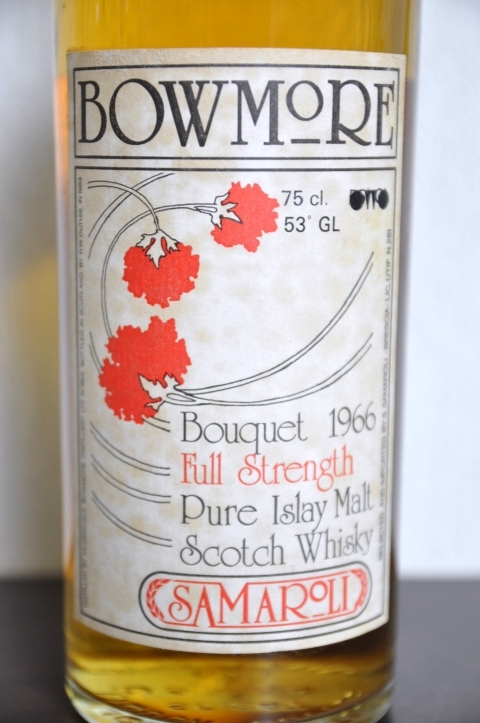 BOWMORE
75 cl.
53° GL
Bouquet 1966
Full Strength
Pure Islay Malt
Scotch Whisky
SAMAROLI